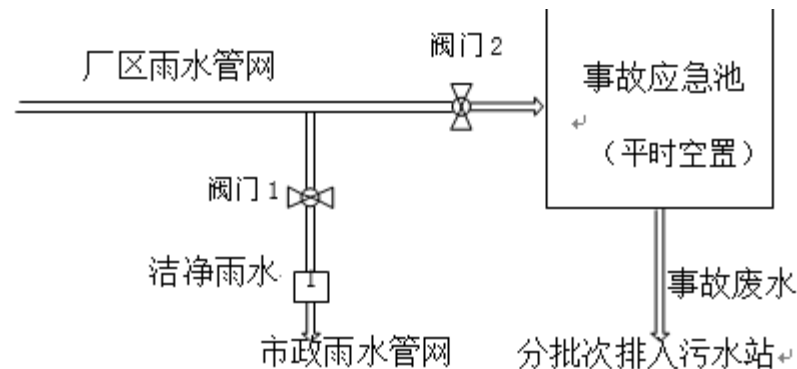 阀门2
厂区雨水管网
事故应急池
（平时空置）
阀门1
洁净雨水
1
事故废水
市政雨水管网
分批次排入污水站